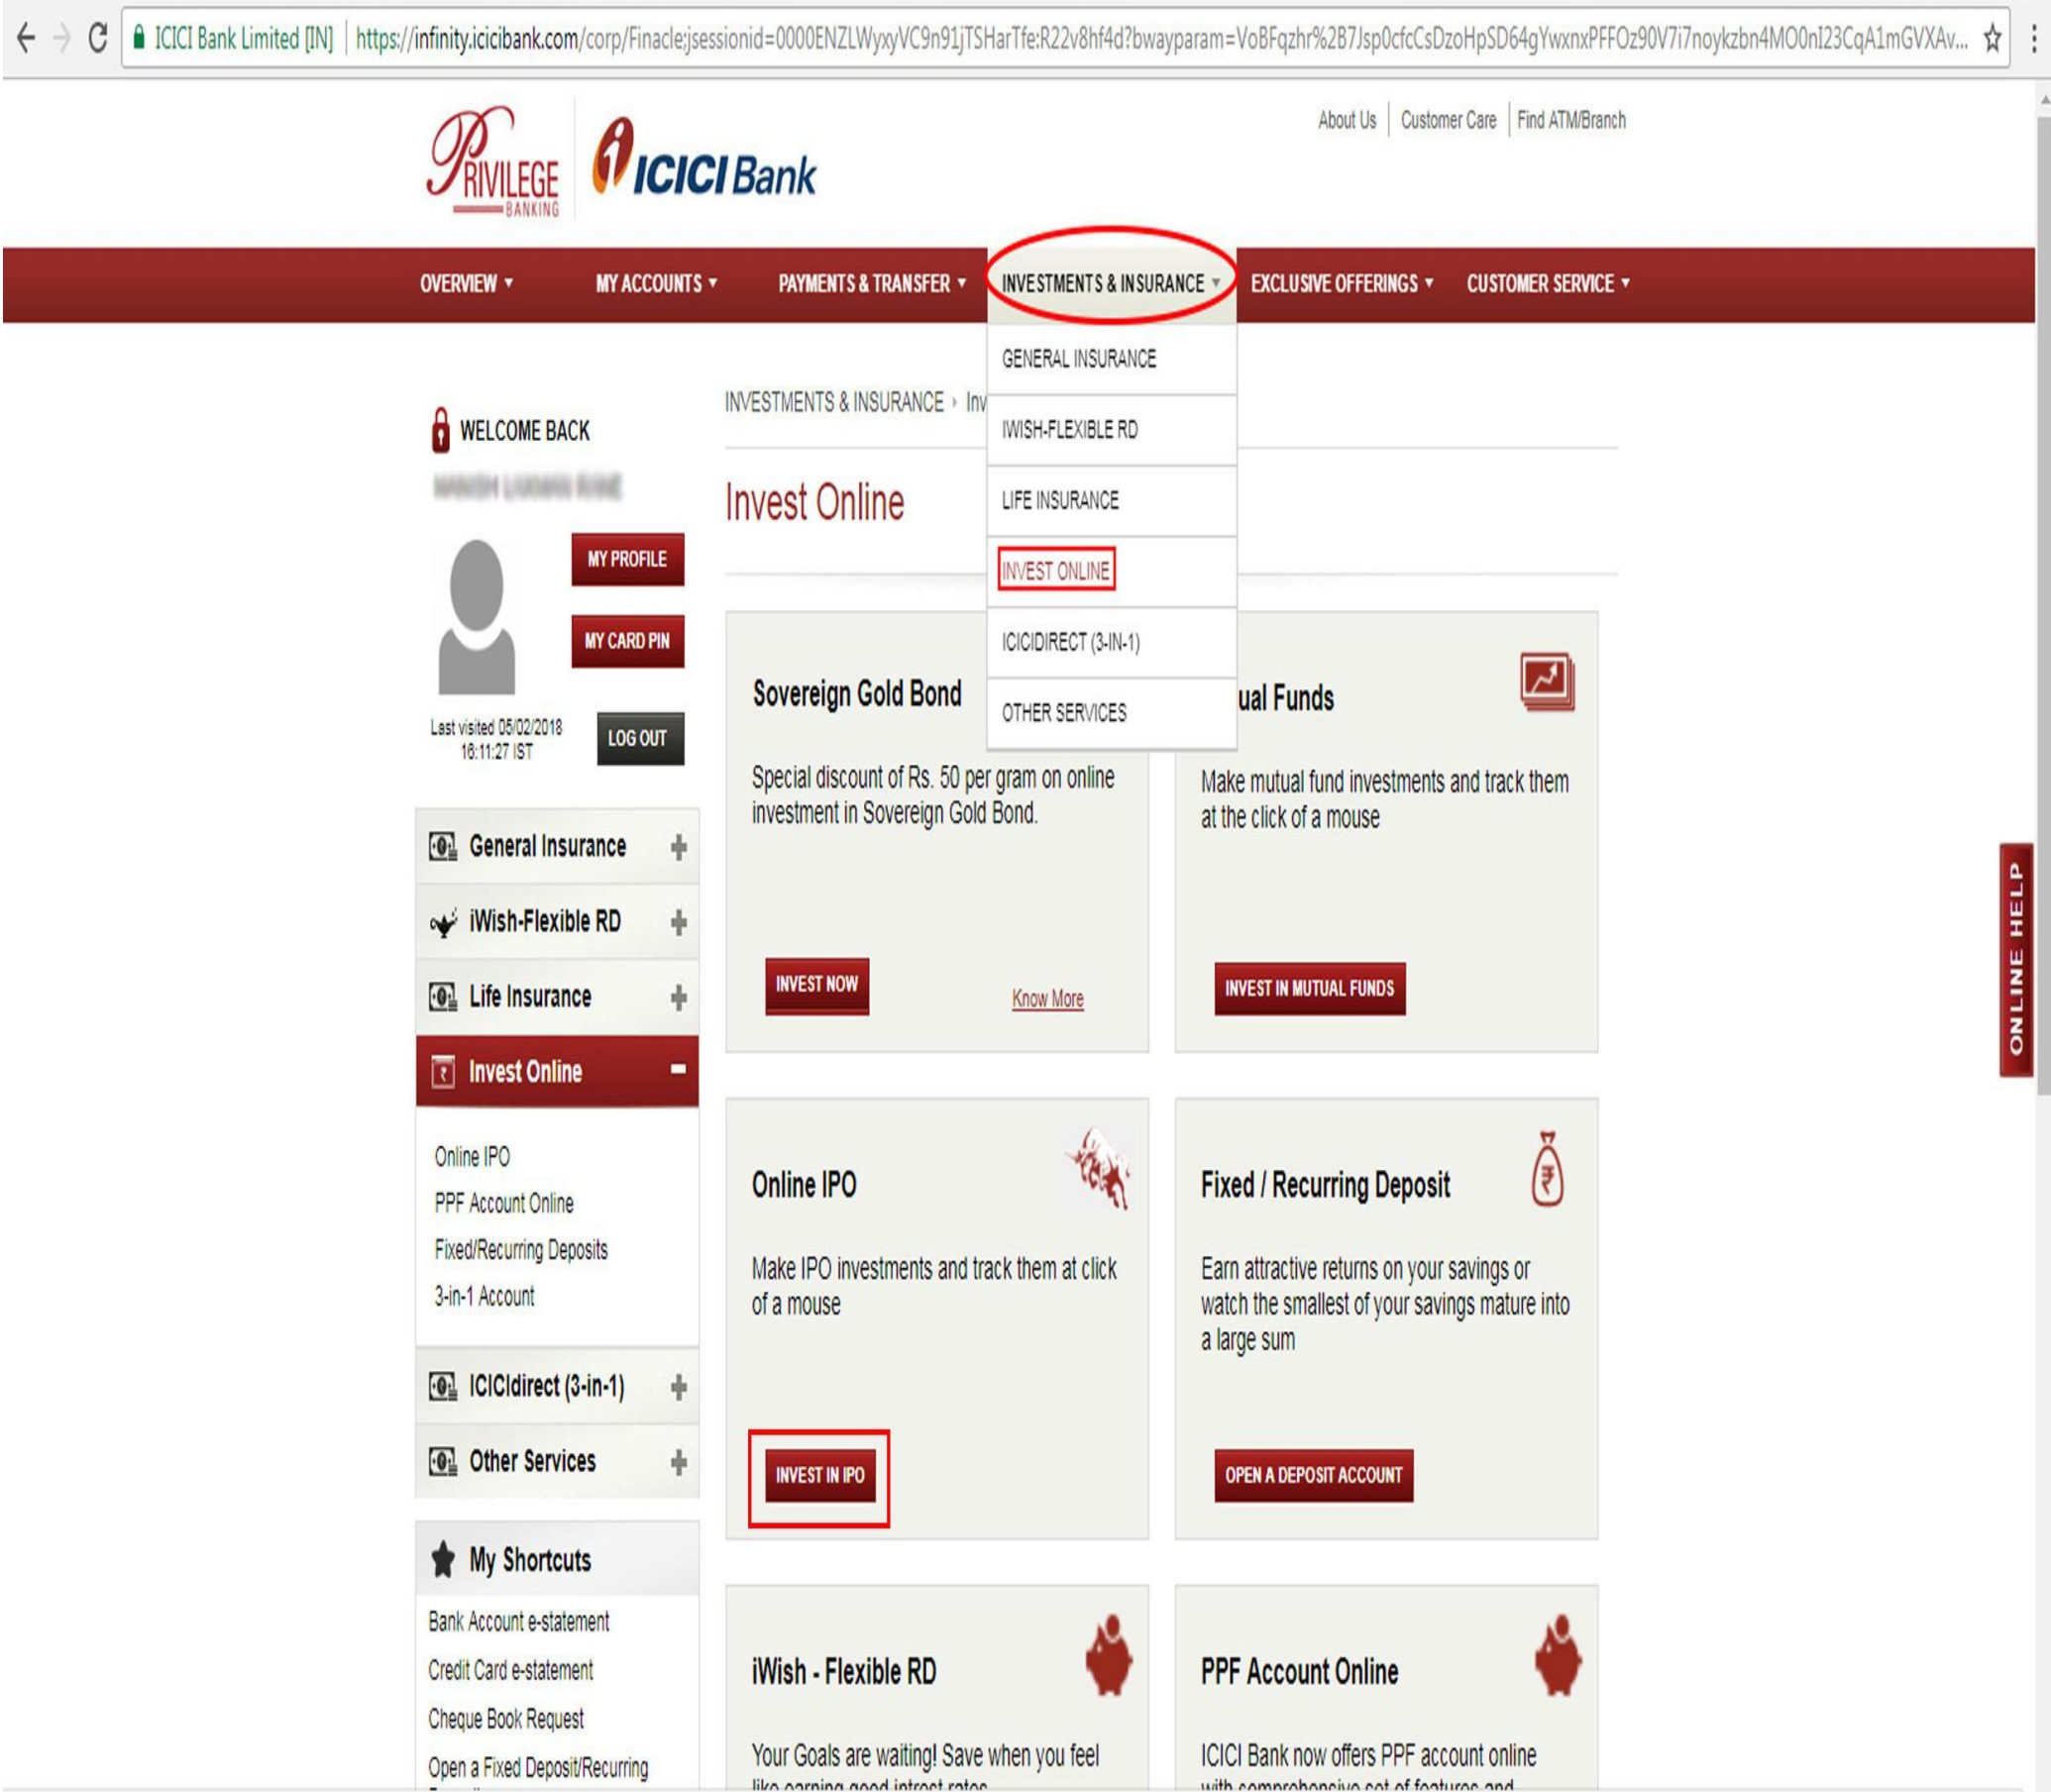 ICICI Bank Limited [IN] https://infinity.icicibank.com/corp/Finacle;jsessionid=0000ENZLWyxyVC9n91jTSHarTfe:R22v8hf4d?bwayparam=VoBFqzhr%2B7Jsp0cfcCsDzoHpSD64gYwxnxPFFOz90V7i7noykzbn4MO0nI23CqA1mGVXAv...
About Us Customer Care Find ATM/Branch
PRIVILEGE
BANKING
ICICI Bank
OVERVIEW MY ACCOUNTS PAYMENTS & TRANSFER INVESTMENTS & INSURANCE EXCLUSIVE OFFERINGS CUSTOMER SERVICE
GENERAL INSURANCE
IWISH-FLEXIBLE RD
LIFE INSURANCE
INVEST ONLINE
ICICIDIRECT (3-IN-1)
OTHER SERVICES
WELCOME BACK
MY PROFILE
MY CARD PIN
Last visited 05/02/2018
16:11:27 IST
LOG OUT
General Insurance
iWish-Flexible RD
Life Insurance
Invest Online
Online IPO
PPF Account Online
Fixed/Recurring Deposits
3-in-1 Account
ICICIdirect (3-in-1)
Other Services
My Shortcuts
Bank Account e-statement
Credit Card e-statement
Cheque Book Request
Open a Fixed Deposit/Recurring
INVESTMENTS & INSURANCE Inv
Invest Online
Sovereign Gold Bond
Special discount of Rs. 50 per gram on online
investment in Sovereign Gold Bond.
INVEST NOW
Know More
ual Funds
Make mutual fund investments and track them
at the click of a mouse
INVEST IN MUTUAL FUNDS
Online IPO
Make IPO investments and track them at click
of a mouse
INVEST IN IPO
Fixed / Recurring Deposit
Earn attractive returns on your savings or
watch the smallest of your savings mature into
a large sum
OPEN A DEPOSIT ACCOUNT
iWish - Flexible RD
Your Goals are waiting! Save when you feel
like earning good intrest rates
PPF Account Online
ICICI Bank now offers PPF account online
with comprehensive set of features and
ONLINE HELP